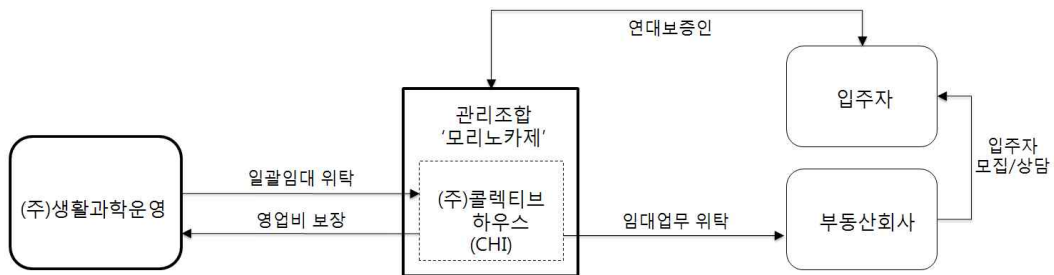 연대보증인
관리조합
‘모리노카제’
입주자
(주)생활과학운영
일괄임대 위탁
영업비 보장
(주)콜렉티브
하우스
(CHI)
임대업무 위탁
부동산회사
입주자
모집/상담